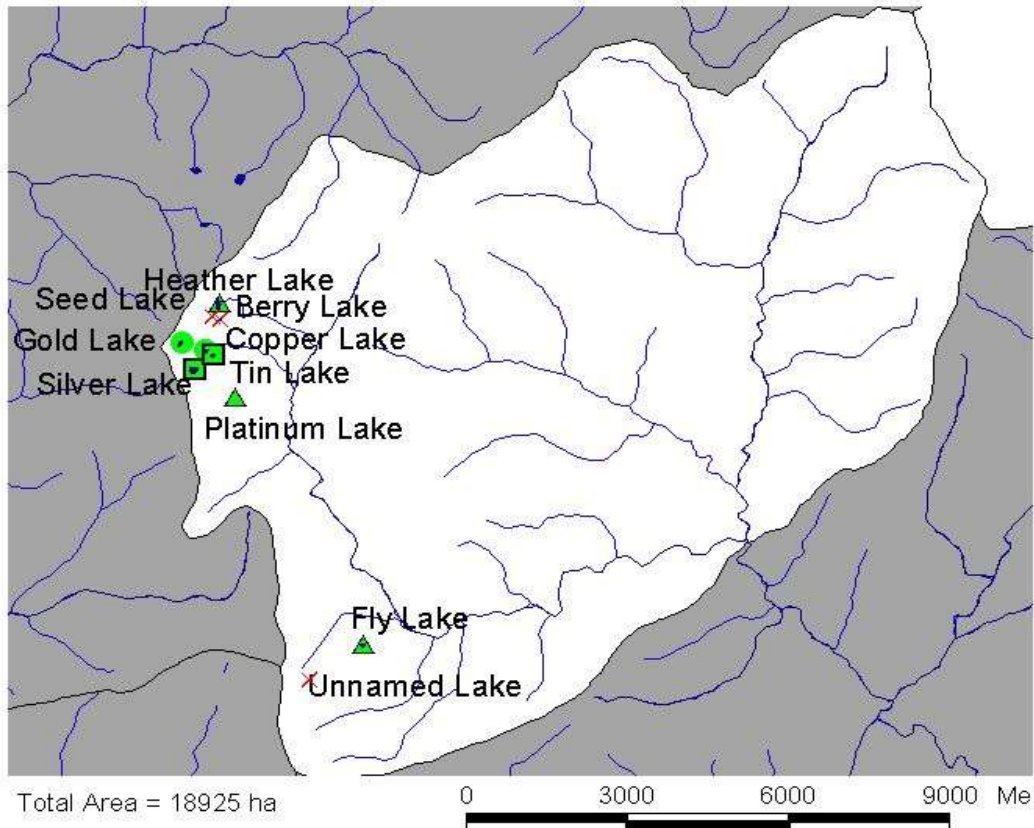 Heather Lake
Seed Lake
Berry Lake
Gold Lake
Copper Lake
Silver Lake
Tin Lake
Platinum Lake
Fly Lake
Unnamed Lake
Total Area = 18925 ha
0 3000 6000 9000 Me